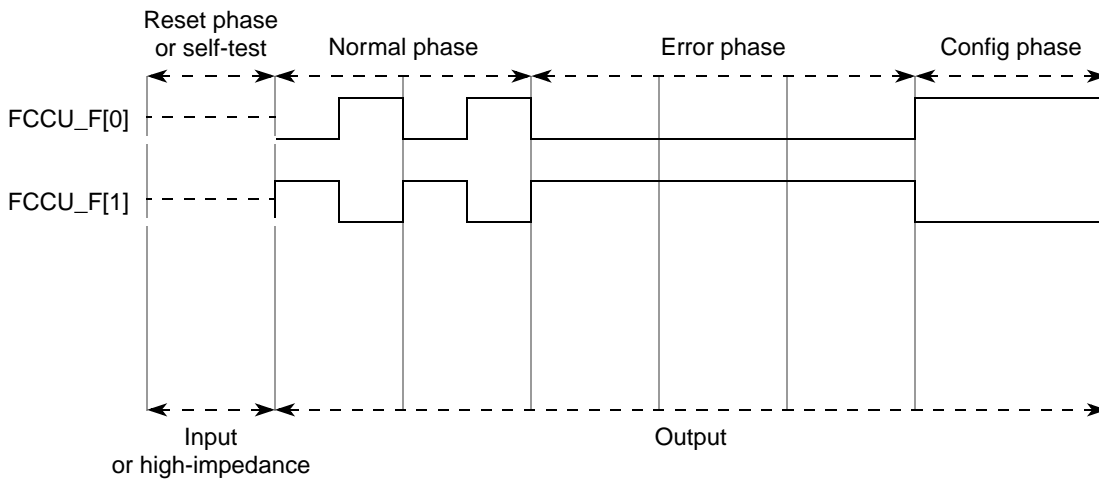 Reset phase
or self-test
Normal phase
Error phase
Config phase
FCCU_F[0]
FCCU_F[1]
Input
or high-impedance
Output